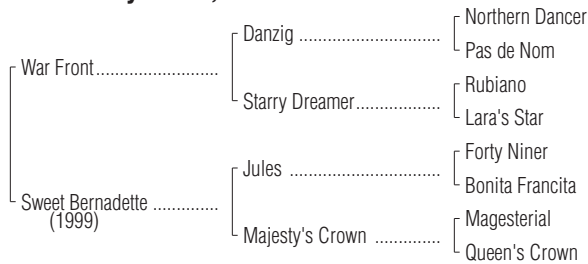 Northern Dancer
Danzig ....................................
Pas de Nom
War Front...............................
Rubiano
Starry Dreamer......................
Lara's Star
Forty Niner
Jules ......................................
Bonita Francita
Sweet Bernadette ................
(1999)
Magesterial
Majesty's Crown ................
Queen's Crown